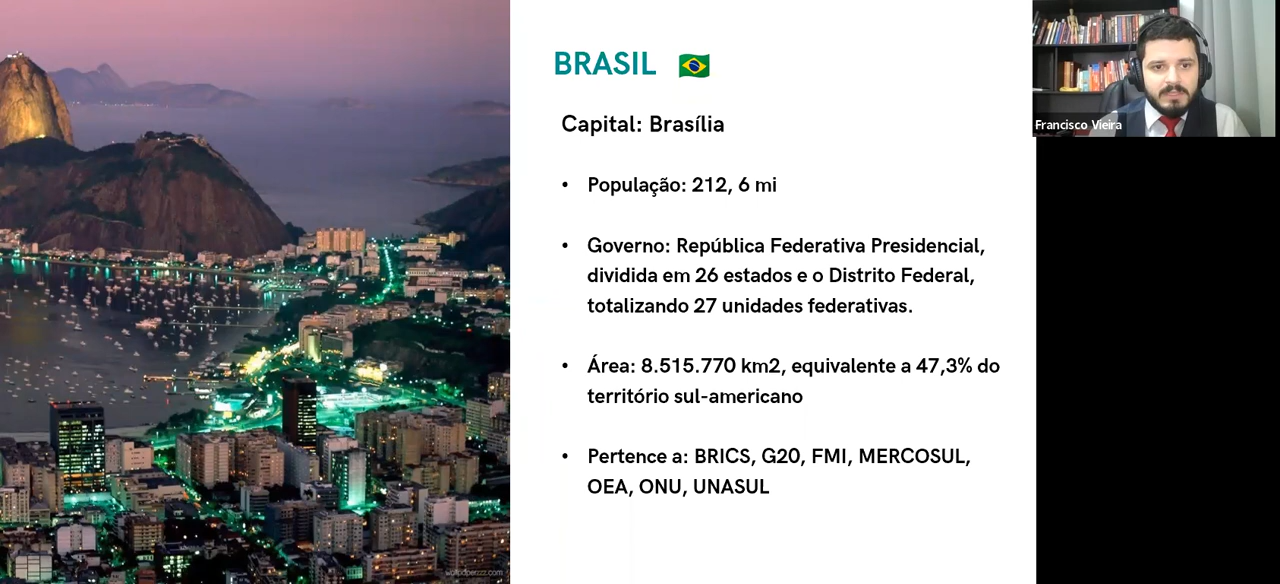 BRASIL
Capital: Brasília
• População: 212, 6 mi
• Governo: República Federativa Presidencial,
dividida em 26 estados e o Distrito Federal,
totalizando 27 unidades federativas.
• Área: 8.515.770 km2, equivalente a 47,3% do
território sul-americano
• Pertence a: BRICS, G20, FMI, MERCOSUL,
OEA, ONU, UNASUL
Francisco Vieira